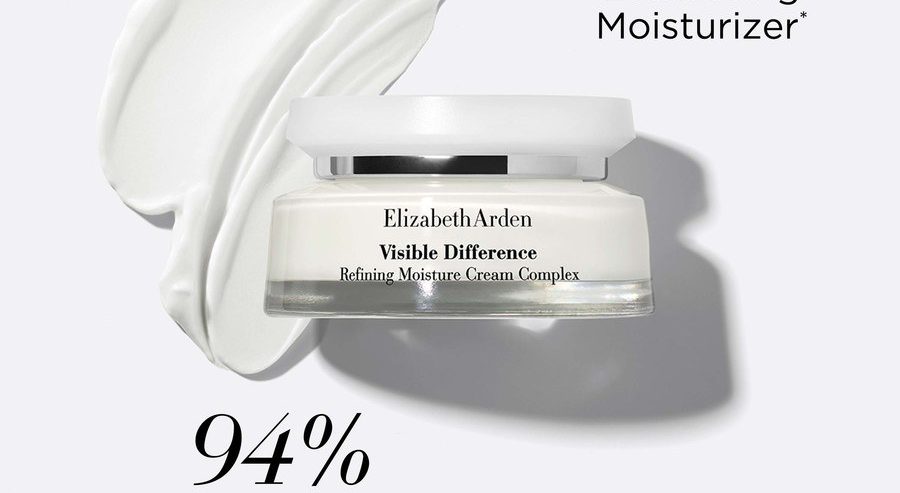 Moisturizer*
Elizabeth Arden
Visible Difference
Refining Moisture Cream Complex
94%